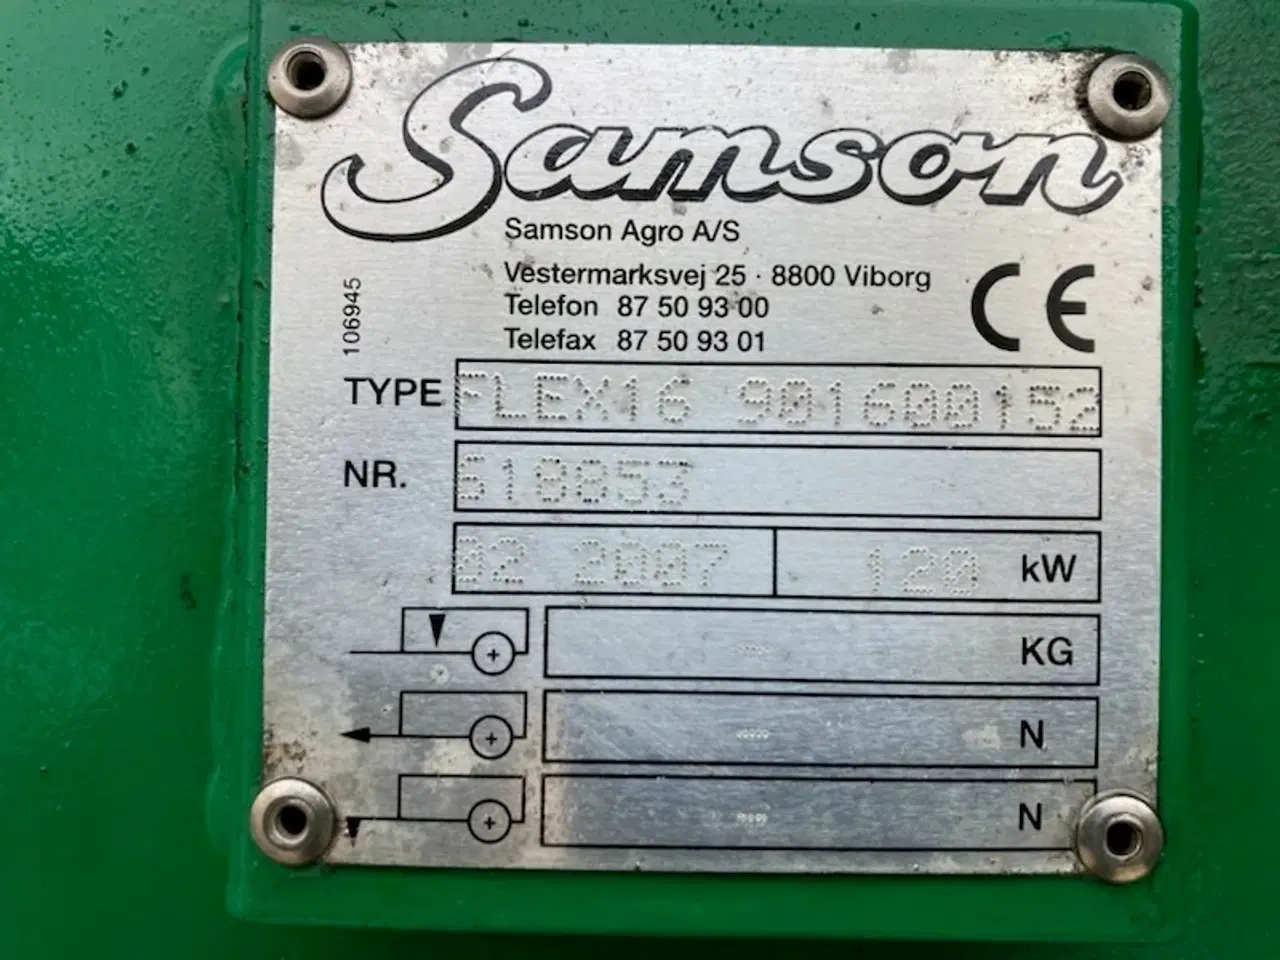 Samson
Samson Agro A/S
Vestermarksvej 25 · 8800 Viborg
Telefon 87 50 93 00
Telefax 87 50 93 01
CE
106945
TYPE FLEX16 901600152
NR.
02 2007 120 kW
KG
N
N